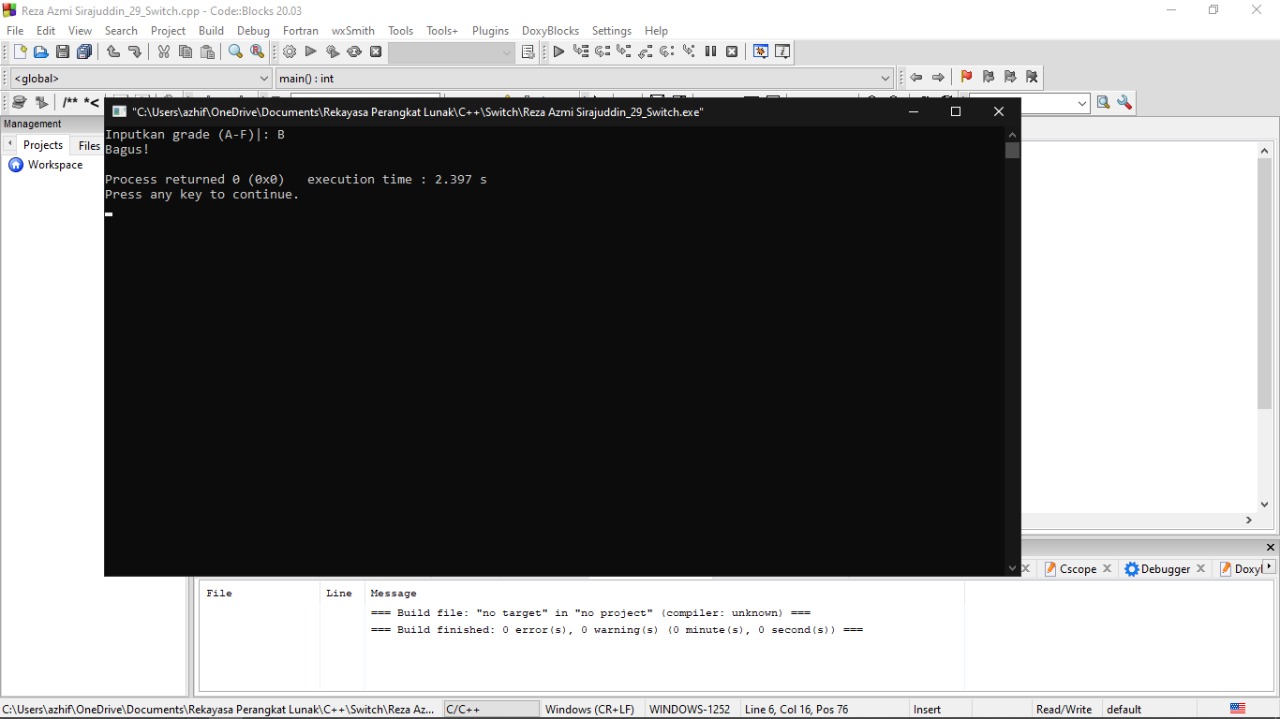 Reza Azmi Sirajuddin_29_Switch.cpp - Code::Blocks 20.03
File Edit View Search Project Build Debug Fortran wxSmith Tools Tools+ Plugins DoxyBlocks Settings Help
<global> main() : int
/** *<
Management
"C:\Users\azhif\OneDrive\Documents\Rekayasa Perangkat Lunak\C++\Switch\Reza Azmi Sirajuddin_29_Switch.exe"
Inputkan grade (A-F)|: B
Projects Files
Bagus!
Workspace
Process returned 0 (0x0)   execution time : 2.397 s
Press any key to continue.
Cscope Debugger
File Line Message
=== Build file: "no target" in "no project" (compiler: unknown) ===
=== Build finished: 0 error(s), 0 warning(s) (0 minute(s), 0 second(s)) ===
C:\Users\azhif\OneDrive\Documents\Rekayasa Perangkat Lunak\C++\Switch\Reza Az... C/C++ Windows (CR+LF) WINDOWS-1252 Line 6, Col 16, Pos 76 Insert Read/Write default